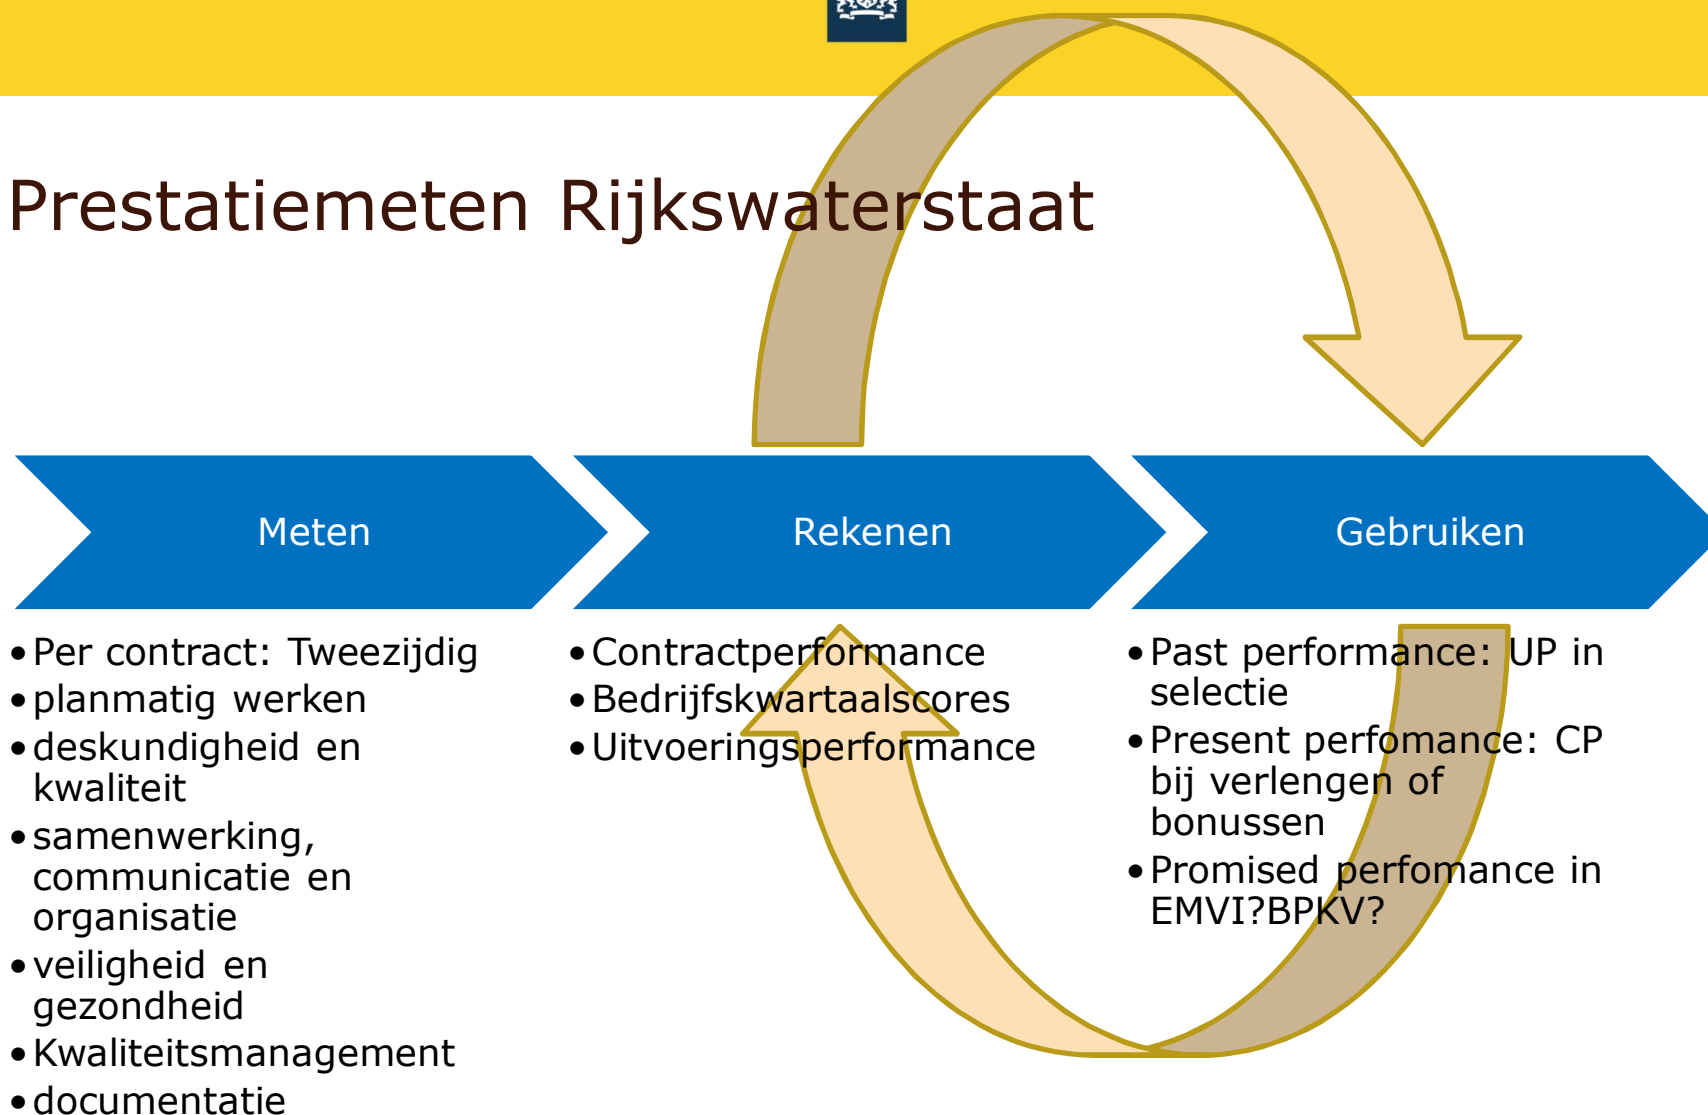 Prestatiemeten Rijkswaterstaat
Meten
•Per contract: Tweezijdig
•planmatig werken
•deskundigheid en
kwaliteit
•samenwerking,
communicatie en
organisatie
•veiligheid en
gezondheid
•Kwaliteitsmanagement
•documentatie
Rekenen
•Contractperformance
•Bedrijfskwartaalscores
•Uitvoeringsperformance
Gebruiken
•Past performance: UP in
selectie
•Present perfomance: CP
bij verlengen of
bonussen
•Promised perfomance in
EMVI?BPKV?